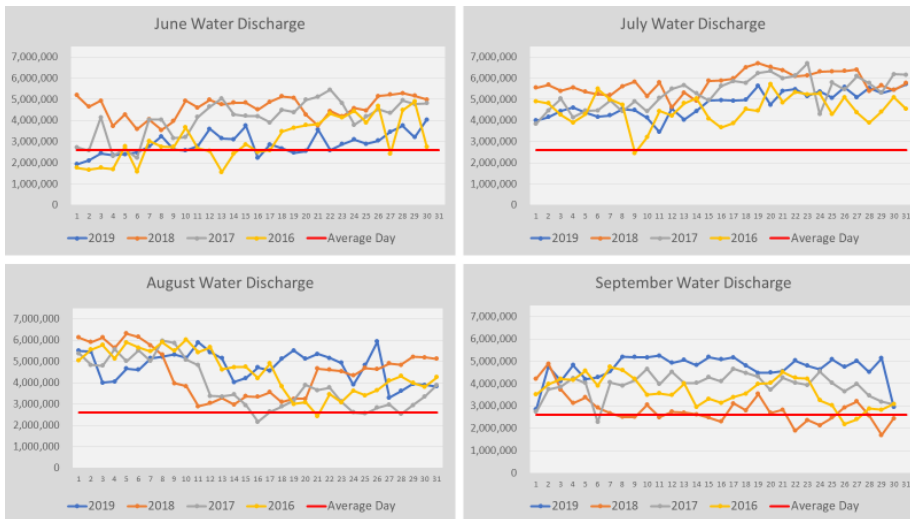 June Water Discharge
7,000,000
6,000,000
5,000,000
4,000,000
3,000,000
2,000,000
1,000,000
0
1 2 3 4 5 6 7 8 9 10 11 12 13 14 15 16 17 18 19 20 21 22 23 24 25 26 27 28 29 30 31
2019 2018 2017 2016 Average Day
July Water Discharge
7,000,000
6,000,000
5,000,000
4,000,000
3,000,000
2,000,000
1,000,000
0
1 2 3 4 5 6 7 8 9 10 11 12 13 14 15 16 17 18 19 20 21 22 23 24 25 26 27 28 29 30 31
2019 2018 2017 2016 Average Day
August Water Discharge
7,000,000
6,000,000
5,000,000
4,000,000
3,000,000
2,000,000
1,000,000
0
1 2 3 4 5 6 7 8 9 10 11 12 13 14 15 16 17 18 19 20 21 22 23 24 25 26 27 28 29 30 31
2019 2018 2017 2016 Average Day
September Water Discharge
7,000,000
6,000,000
5,000,000
4,000,000
3,000,000
2,000,000
1,000,000
0
1 2 3 4 5 6 7 8 9 10 11 12 13 14 15 16 17 18 19 20 21 22 23 24 25 26 27 28 29 30 31
2019 2018 2017 2016 Average Day